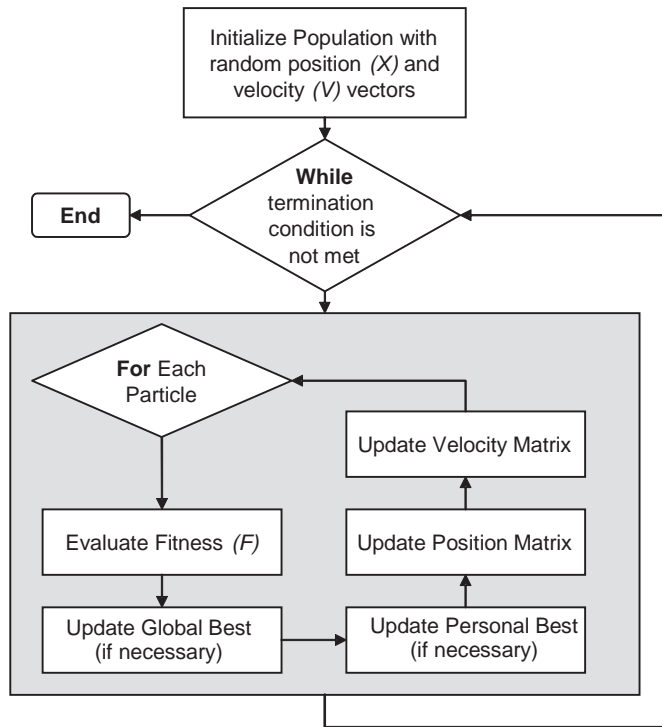 Initialize Population with
random position (X) and
velocity (V) vectors
While
termination
condition is
not met
End
For Each
Particle
Evaluate Fitness (F)
Update Global Best
(if necessary)
Update Personal Best
(if necessary)
Update Position Matrix
Update Velocity Matrix